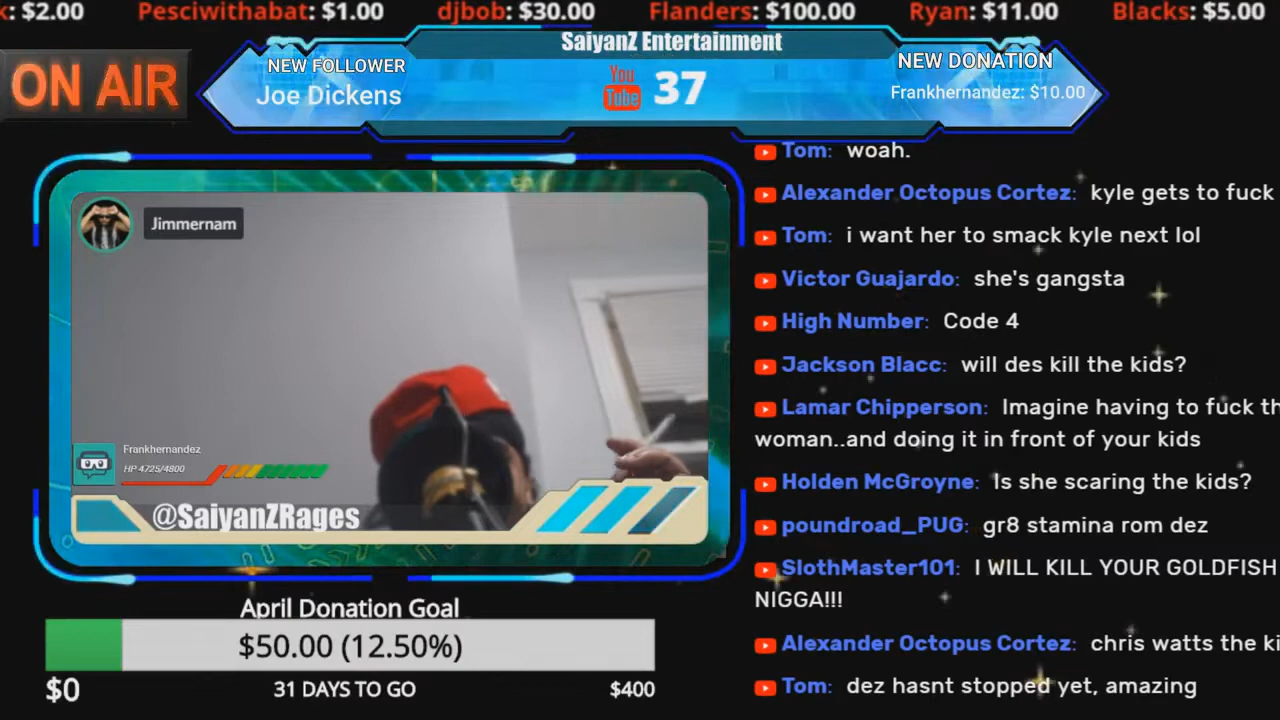 k: $2.00 Pesciwithabat: $1.00 djbob: $30.00 Flanders: $100.00 Ryan: $11.00 Blacks: $5.00
SaiyanZ Entertainment
ON AIR
NEW FOLLOWER
Joe Dickens
You
Tube
37
NEW DONATION
Frankhernandez: $10.00
Jimmernam
Frankhernandez
HP 4725/4800
@SaiyanZRages
April Donation Goal
$50.00 (12.50%)
$0
31 DAYS TO GO
$400
Tom: woah.
Alexander Octopus Cortez: kyle gets to fuck
Tom: i want her to smack kyle next lol
Victor Guajardo: she's gangsta
High Number: Code 4
Jackson Blacc: will des kill the kids?
Lamar Chipperson: Imagine having to fuck th
woman..and doing it in front of your kids
Holden McGroyne: Is she scaring the kids?
poundroad_PUG: gr8 stamina rom dez
SlothMaster101: I WILL KILL YOUR GOLDFISH
NIGGA!!!
Alexander Octopus Cortez: chris watts the ki
Tom: dez hasnt stopped yet, amazing